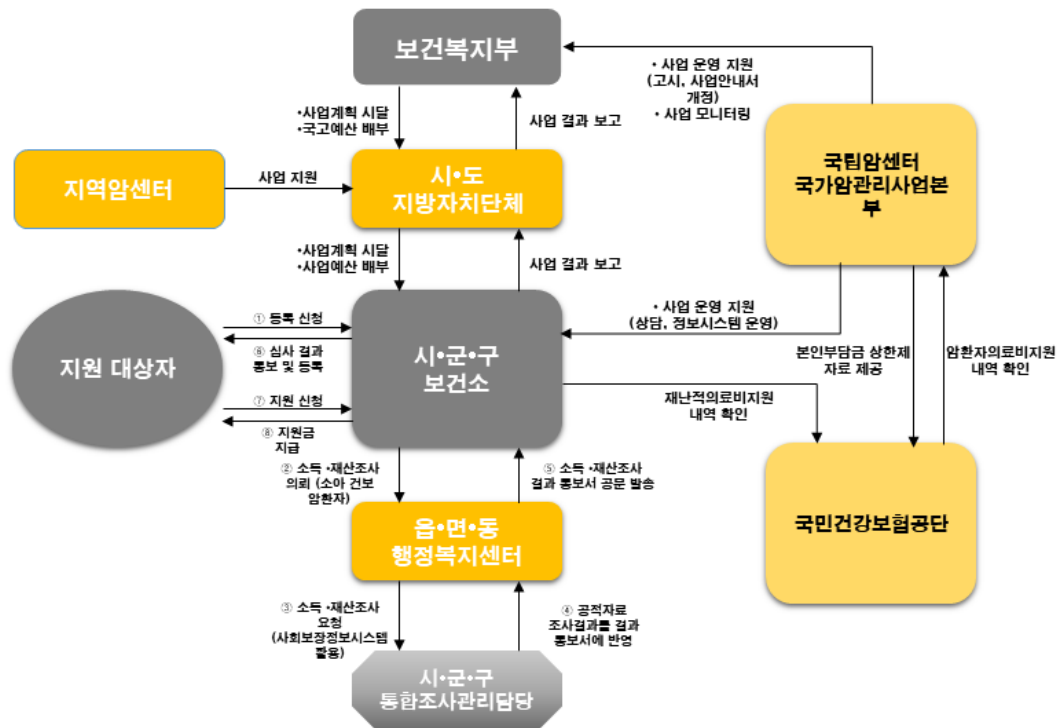 보건복지부
• 사업 운영 지원
(고시, 사업안내서
개정)
• 사업 모니터링
•사업계획 시달
•국고예산 배부
사업 결과 보고
국립암센터
국가암관리사업본
부
지역암센터
사업 지원
시•도
지방자치단체
•사업계획 시달
•사업예산 배부
사업 결과 보고
• 사업 운영 지원
(상담, 정보시스템 운영)
지원 대상자
① 등록 신청
⑥ 심사 결과
통보 및 등록
⑦ 지원 신청
⑧ 지원금
지급
시•군•구
보건소
본인부담금 상한제
자료 제공
암환자의료비지원
내역 확인
재난적의료비지원
내역 확인
② 소득•재산조사
의뢰 (소아 건보
암환자)
⑤ 소득•재산조사
결과 통보서 공문 발송
국민건강보험공단
읍•면•동
행정복지센터
③ 소득•재산조사
요청
(사회보장정보시스템
활용)
④ 공적자료
조사결과를 결과
통보서에 반영
시•군•구
통합조사관리담당